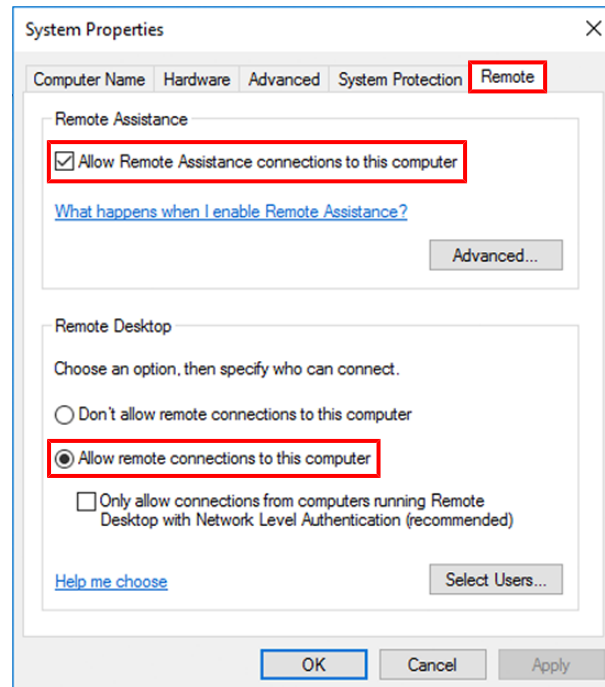 System Properties
Computer Name Hardware Advanced System Protection Remote
Remote Assistance
Allow Remote Assistance connections to this computer
What happens when I enable Remote Assistance?
Advanced...
Remote Desktop
Choose an option, then specify who can connect.
Don't allow remote connections to this computer
Allow remote connections to this computer
Only allow connections from computers running Remote
Desktop with Network Level Authentication (recommended)
Help me choose
Select Users...
OK Cancel Apply